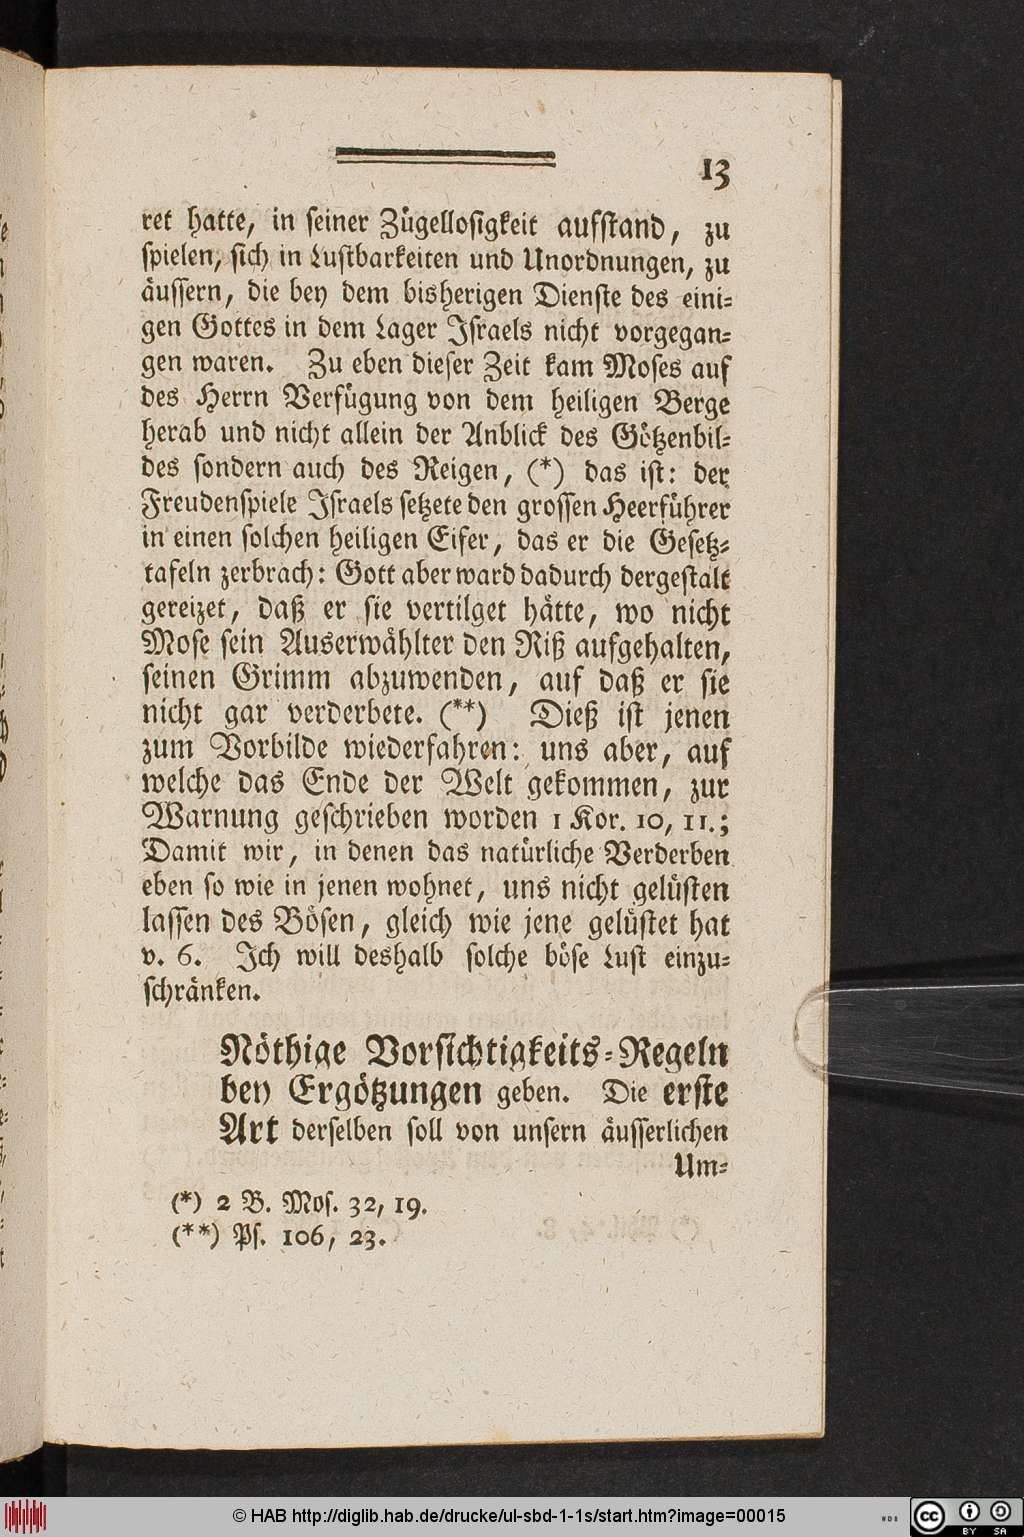 13
ret hatte, in seiner Zügellosigkeit aufstand, zu
spielen, sich in Lustbarkeiten und Unordnungen, zu
äussern, die bey dem bisherigen Dienste des eini-
gen Gottes in dem Lager Israels nicht vorgegan-
gen waren. Zu eben dieser Zeit kam Moses auf
des Herrn Verfügung von dem heiligen Berge
herab und nicht allein der Anblick des Götzenbil-
des sondern auch des Reigen, (*) das ist: der
Freudenspiele Israels setzete den grossen Heerführer
in einen solchen heiligen Eifer, das er die Gesetz-
tafeln zerbrach: Gott aber ward dadurch dergestalt
gereizet, daß er sie vertilget hätte, wo nicht
Mose sein Auserwählter den Riß aufgehalten,
seinen Grimm abzuwenden, auf daß er sie
nicht gar verderbete. (**) Dieß ist jenen
zum Vorbilde wiederfahren: uns aber, auf
welche das Ende der Welt gekommen, zur
Warnung geschrieben worden 1 Kor. 10, 11.;
Damit wir, in denen das natürliche Verderben
eben so wie in jenen wohnet, uns nicht gelüsten
lassen des Bösen, gleich wie jene gelüstet hat
v. 6. Ich will deshalb solche böse Lust einzu-
schränken.
Nöthige Vorsichtigkeits-Regeln
bey Ergötzungen geben. Die erste
Art derselben soll von unsern äusserlichen
Um-
(*) 2 B. Mos. 32, 19.
(**) Ps. 106, 23.
© HAB http://diglib.hab.de/drucke/ul-sbd-1-1s/start.htm?image=00015
cc BY SA